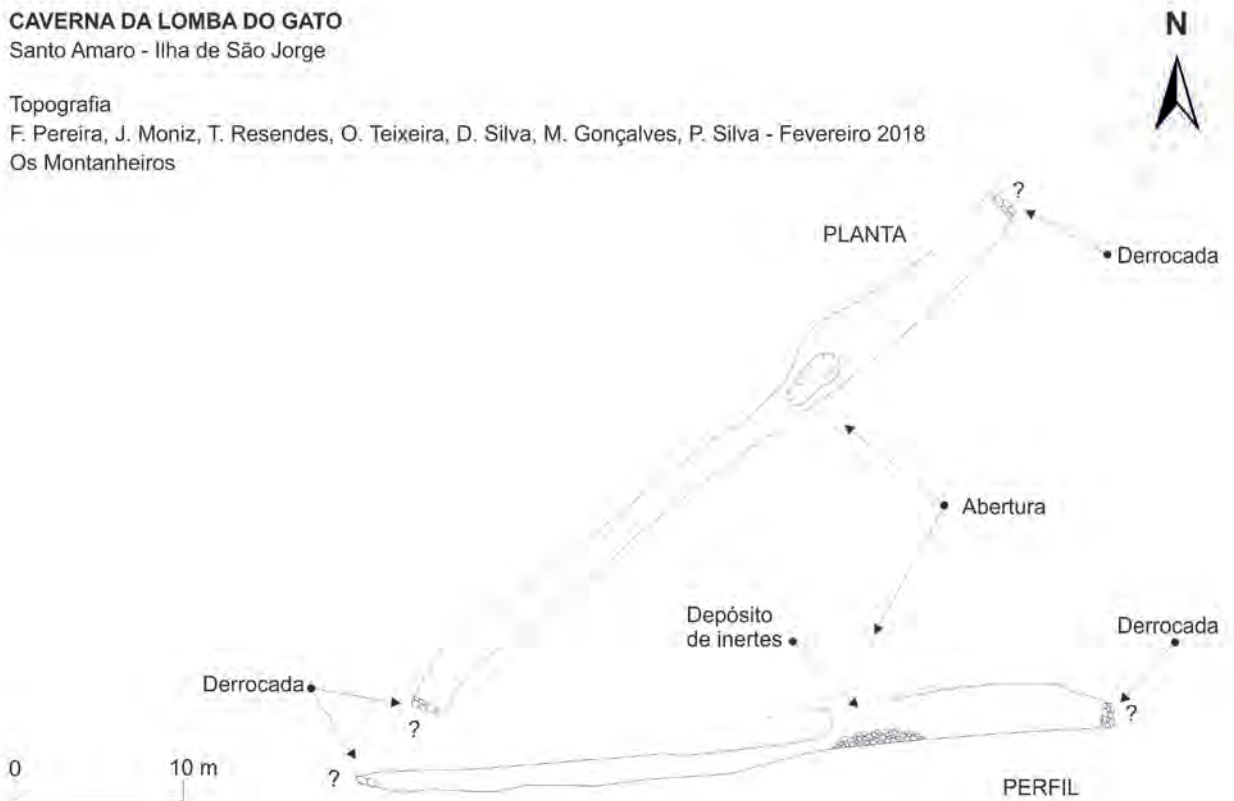 CAVERNA DA LOMBA DO GATO
Santo Amaro - Ilha de São Jorge
N
Topografia
F. Pereira, J. Moniz, T. Resendes, O. Teixeira, D. Silva, M. Gonçalves, P. Silva - Fevereiro 2018
Os Montanheiros
?
PLANTA
Derrocada
Abertura
Depósito
de inertes
Derrocada
Derrocada
?
?
?
0 10 m
PERFIL